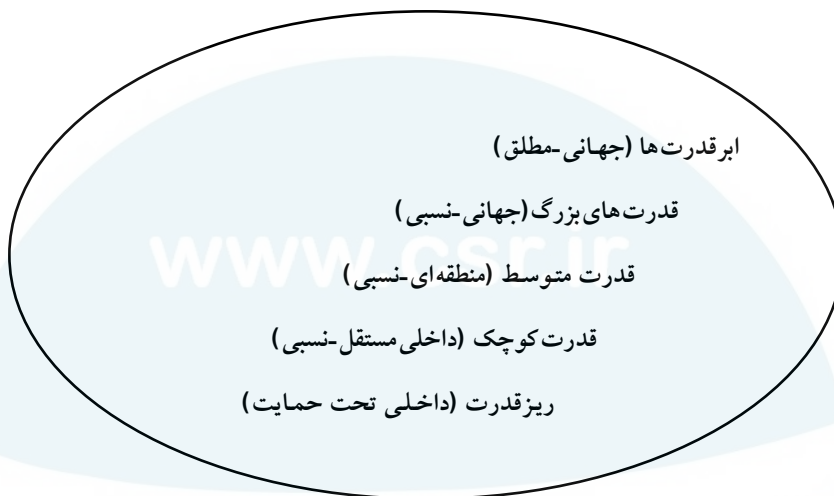 ابرقدرت‌ها (جهانی-مطلق)
قدرت‌های‌بزرگ(جهانی-نسبی)
www.csr.ir
قدرت متوسط (منطقه‌ای-نسبی)
قدرت‌کوچک (داخلی‌مستقل-نسبی)
ریزقدرت (داخلی تحت حمایت)